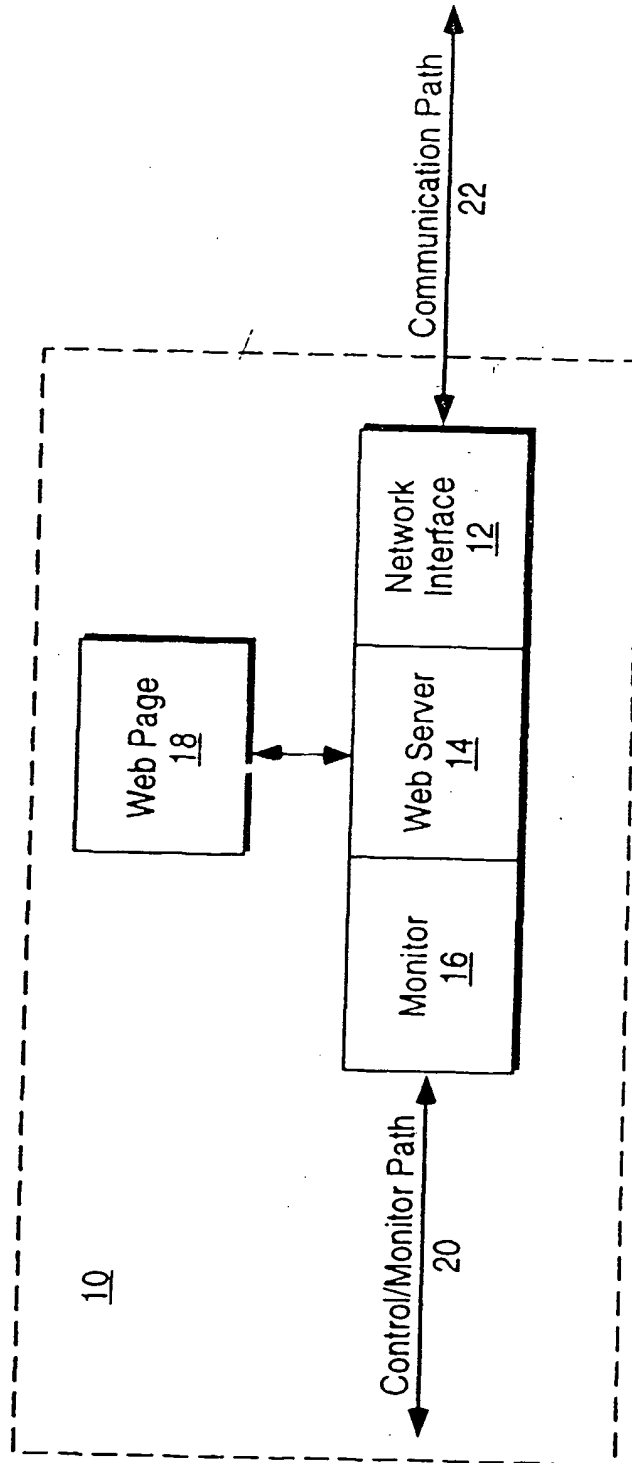 10
Web Page
18
Control/Monitor Path
20
Monitor
16
Web Server
14
Network
Interface
12
Communication Path
22